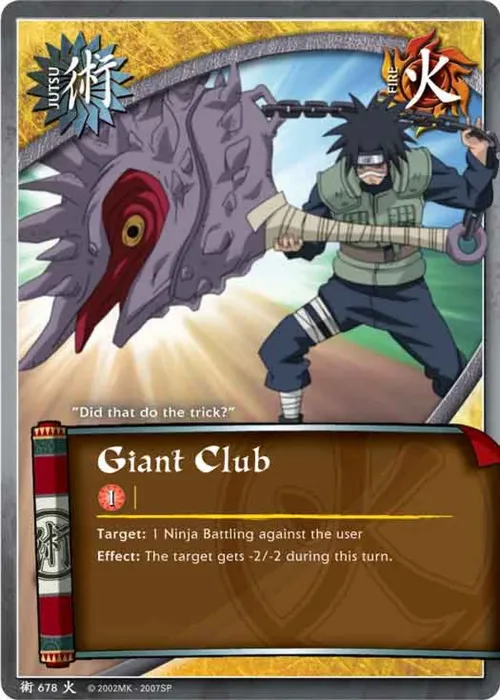 JUTSU 術
FIRE 火
"Did that do the trick?"
Giant Club
1
Target: 1 Ninja Battling against the user
Effect: The target gets -2/-2 during this turn.
術
術 678 火 © 2002MK - 2007SP